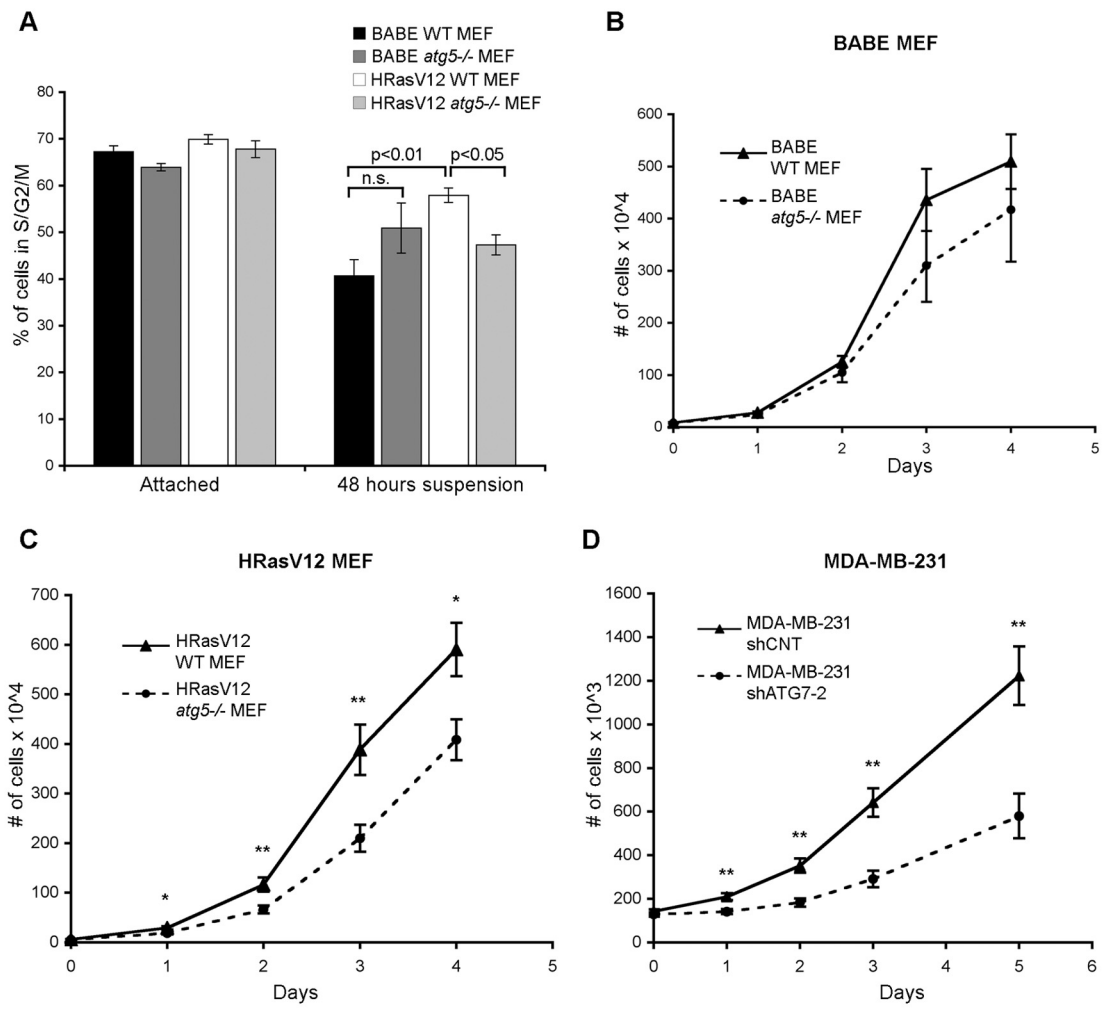 A
BABE WT MEF
BABE atg5-/- MEF
HRasV12 WT MEF
HRasV12 atg5-/- MEF
% of cells in S/G2/M
80
70
60
50
40
30
20
10
0
p<0.01
p<0.05
n.s.
Attached
48 hours suspension
B
BABE MEF
BABE
WT MEF
BABE
atg5-/- MEF
# of cells x 10^4
600
500
400
300
200
100
0
0
1
2
3
4
5
Days
C
HRasV12 MEF
HRasV12
WT MEF
HRasV12
atg5-/- MEF
# of cells x 10^4
700
600
500
400
300
200
100
0
*
**
**
*
0
1
2
3
4
5
Days
D
MDA-MB-231
MDA-MB-231
shCNT
MDA-MB-231
shATG7-2
# of cells x 10^3
1600
1400
1200
1000
800
600
400
200
0
**
**
**
**
0
1
2
3
4
5
6
Days